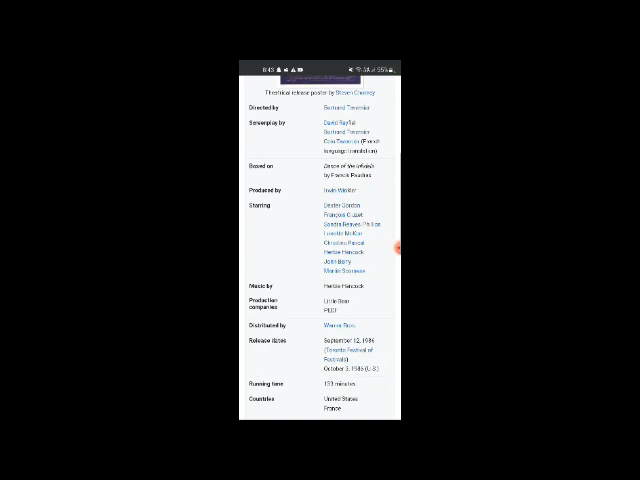 8:43
55%
Theatrical release poster by Steven Chorney
Directed by Bertrand Tavernier
Screenplay by David Rayfiel
Bertrand Tavernier
Colo Tavernier (French
language translation)
Based on Dance of the Infidels
by Francis Paudras
Produced by Irwin Winkler
Starring Dexter Gordon
François Cluzet
Sandra Reaves-Phillips
Lonette McKee
Christine Pascal
Herbie Hancock
John Berry
Martin Scorsese
Music by Herbie Hancock
Production Little Bear
companies PECF
Distributed by Warner Bros.
Release dates September 12, 1986
(Toronto Festival of
Festivals)
October 3, 1986 (U.S.)
Running time 133 minutes
Countries United States
France